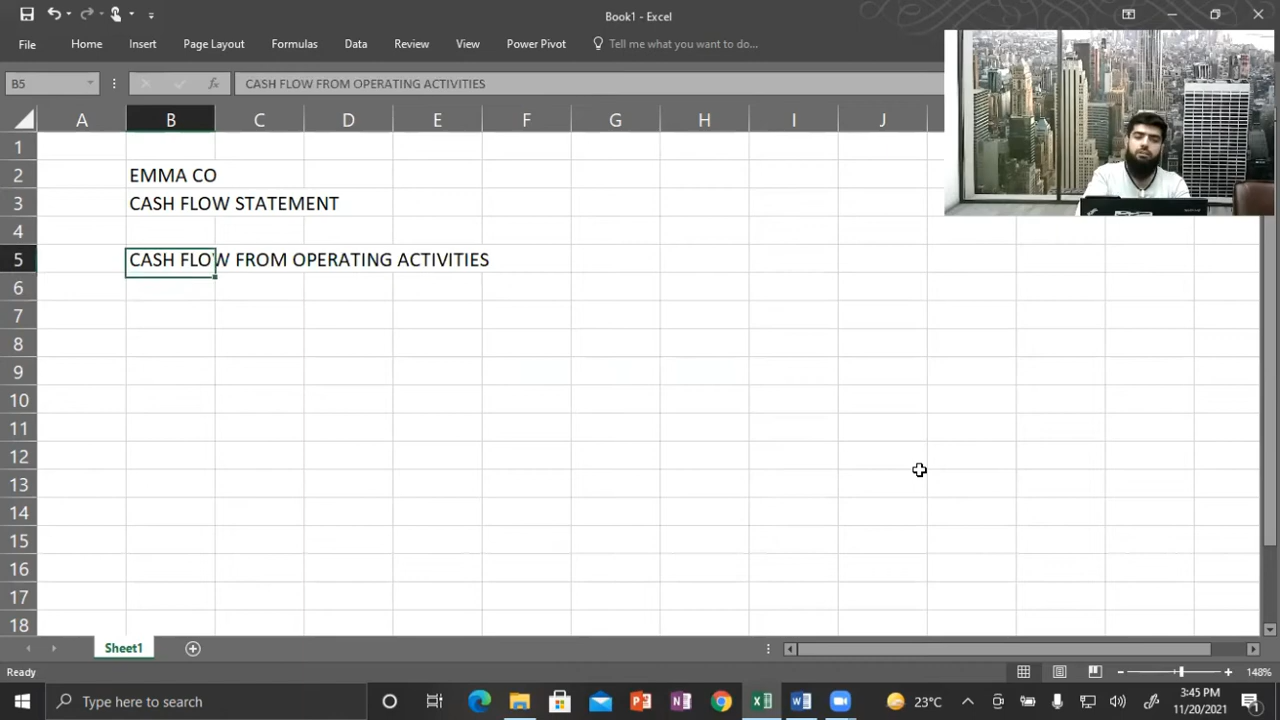 Book1 - Excel
File Home Insert Page Layout Formulas Data Review View Power Pivot Tell me what you want to do...
B5 fx CASH FLOW FROM OPERATING ACTIVITIES
A B C D E F G H I J
1
2 EMMA CO
3 CASH FLOW STATEMENT
4
5 CASH FLOW FROM OPERATING ACTIVITIES
6
7
8
9
10
11
12
13
14
15
16
17
18
Sheet1
Ready 148%
Type here to search 23°C 3:45 PM
11/20/2021